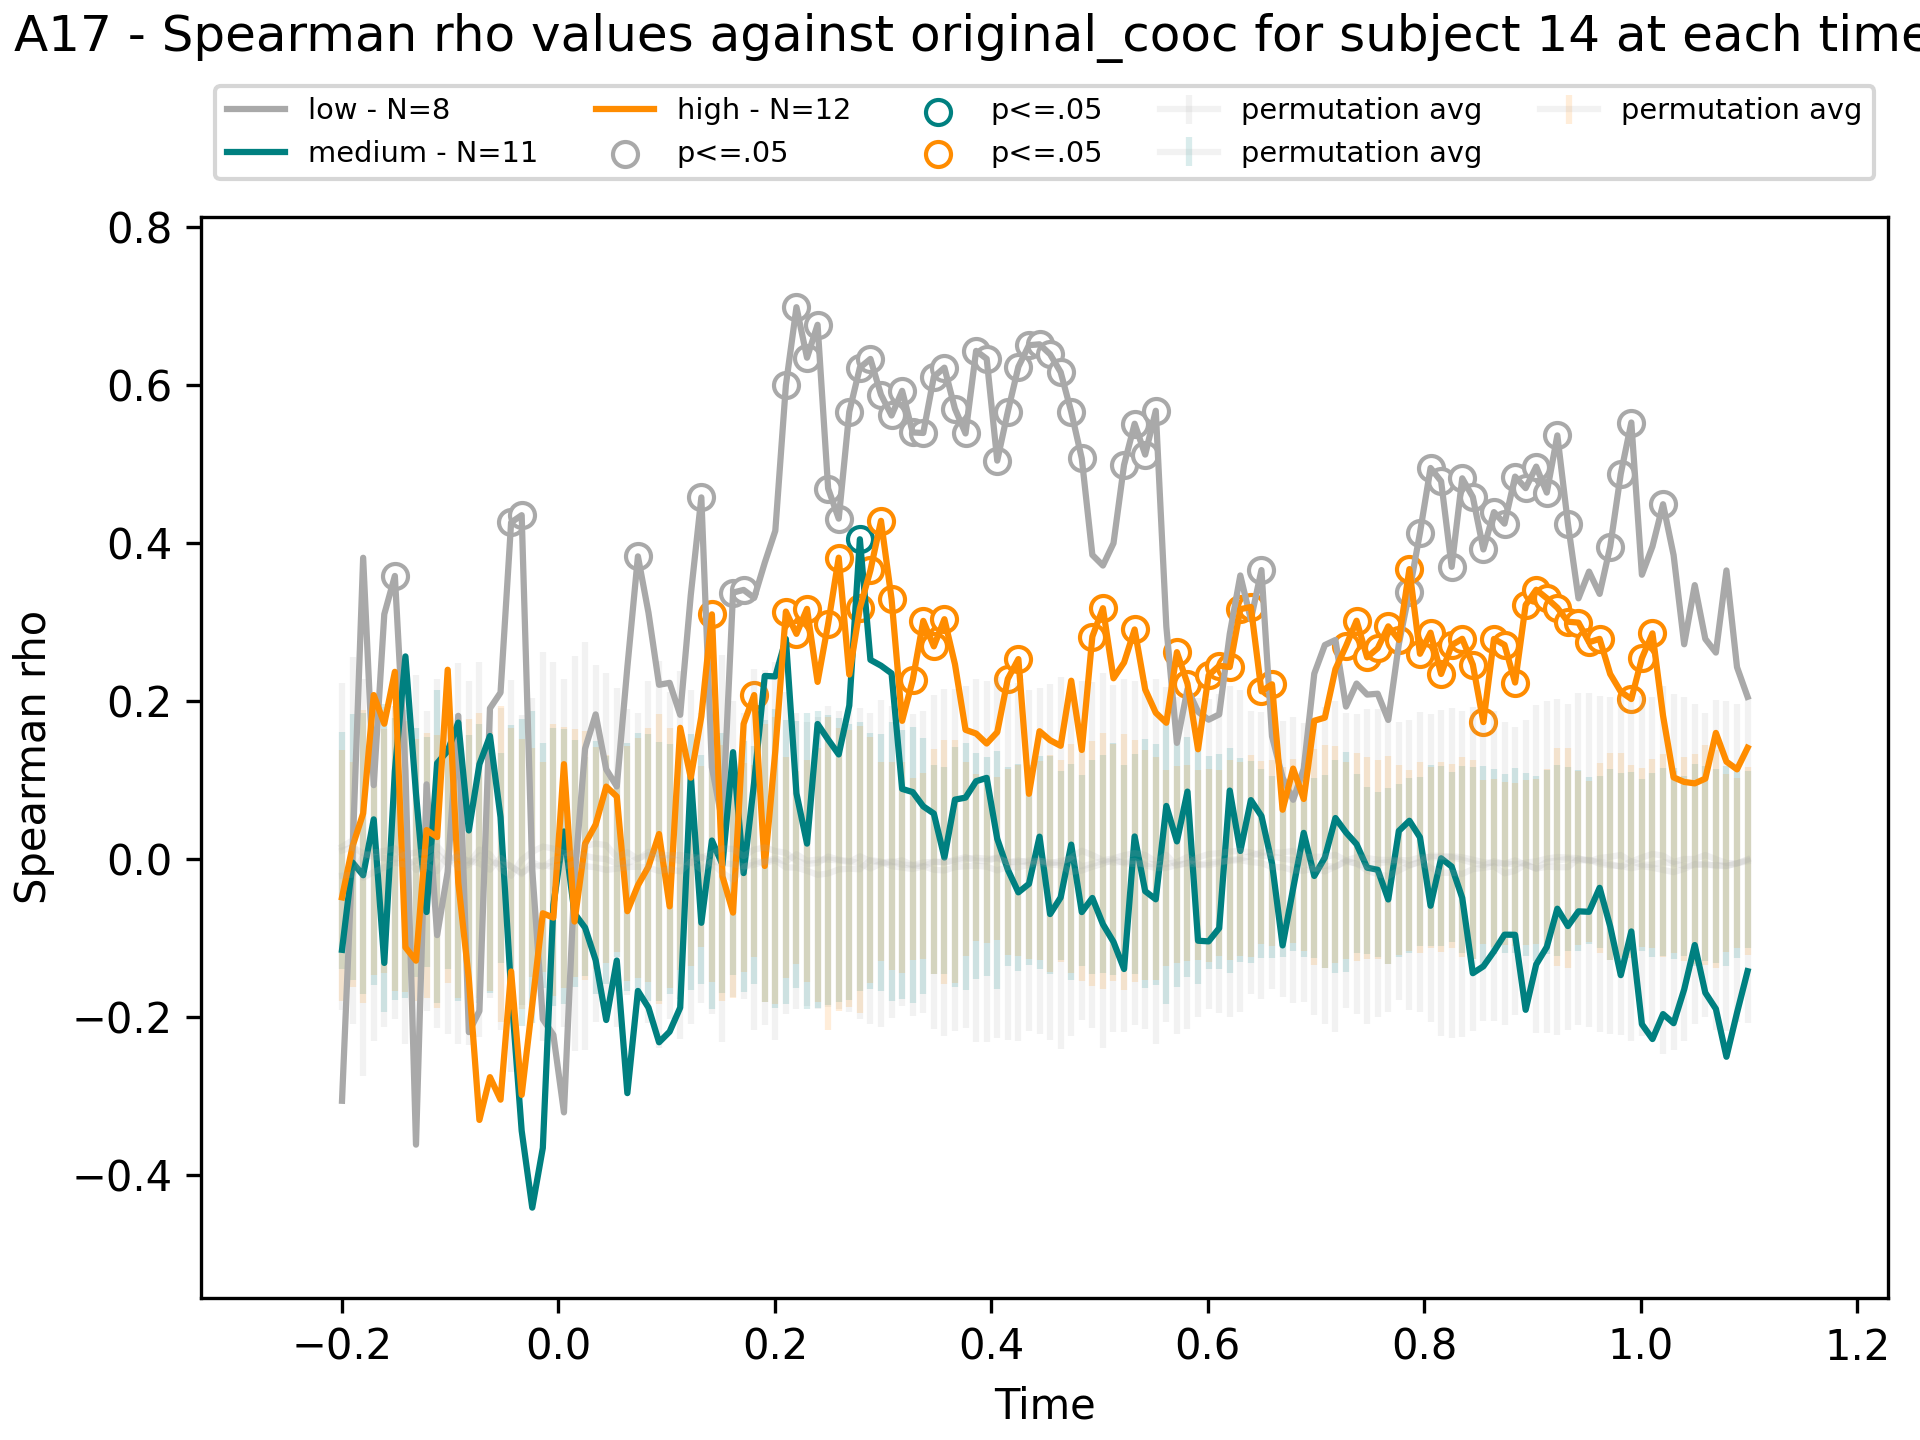 A17 - Spearman rho values against original_cooc for subject 14 at each time
low - N=8
medium - N=11
high - N=12
p<=.05
p<=.05
p<=.05
permutation avg
permutation avg
permutation avg
Spearman rho
0.8
0.6
0.4
0.2
0.0
−0.2
−0.4
−0.2 0.0 0.2 0.4 0.6 0.8 1.0 1.2
Time